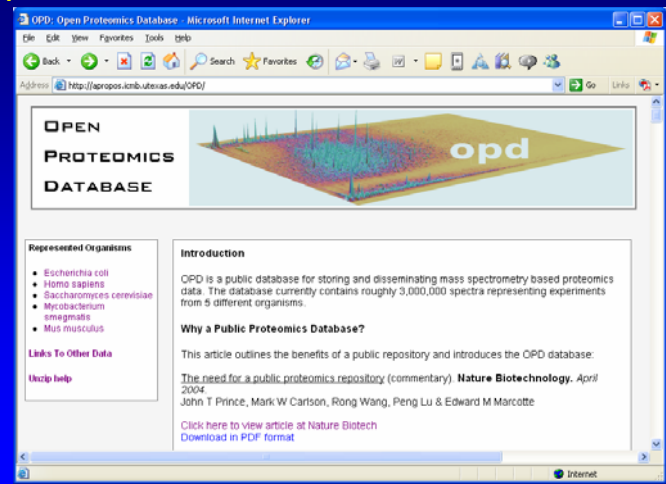 OPD: Open Proteomics Database - Microsoft Internet Explorer
File Edit View Favorites Tools Help
Back Search Favorites
Address http://apropos.icmb.utexas.edu/OPD/ Go Links
OPEN
PROTEOMICS
DATABASE
opd
Represented Organisms
Escherichia coli
Homo sapiens
Saccharomyces cerevisiae
Mycobacterium
smegmatis
Mus musculus
Links To Other Data
Unzip help
Introduction
OPD is a public database for storing and disseminating mass spectrometry based proteomics
data. The database currently contains roughly 3,000,000 spectra representing experiments
from 5 different organisms.
Why a Public Proteomics Database?
This article outlines the benefits of a public repository and introduces the OPD database:
The need for a public proteomics repository (commentary). Nature Biotechnology. April
2004.
John T Prince, Mark W Carlson, Rong Wang, Peng Lu & Edward M Marcotte
Click here to view article at Nature Biotech
Download in PDF format
Internet